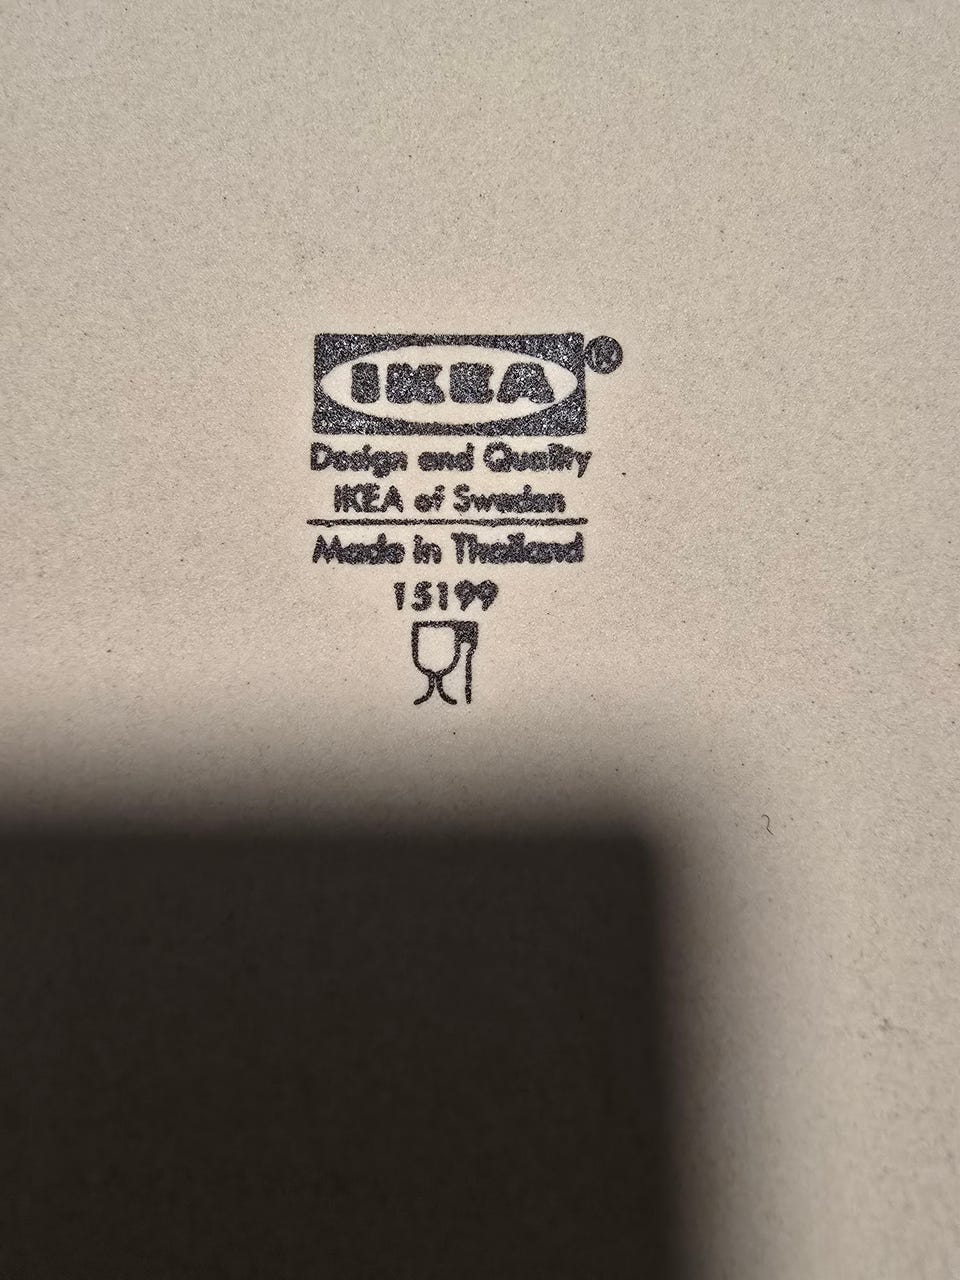 IKEA ®
Design and Quality
IKEA of Sweden
Made in Thailand
15199